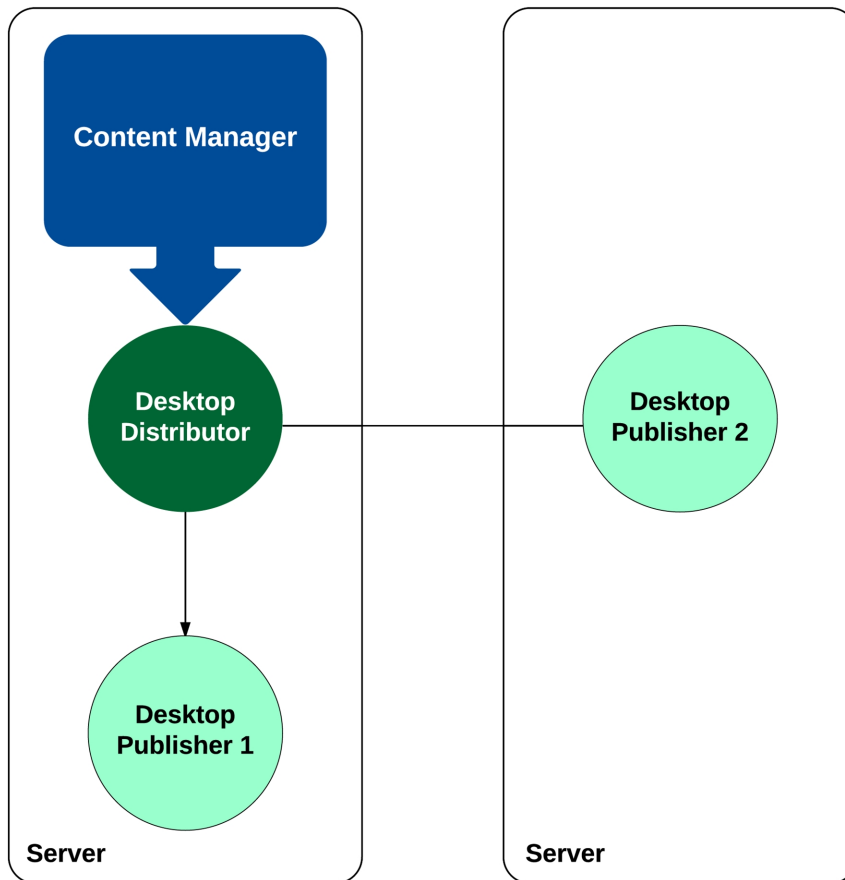 Content Manager
Desktop
Distributor
Desktop
Publisher 2
Desktop
Publisher 1
Server
Server